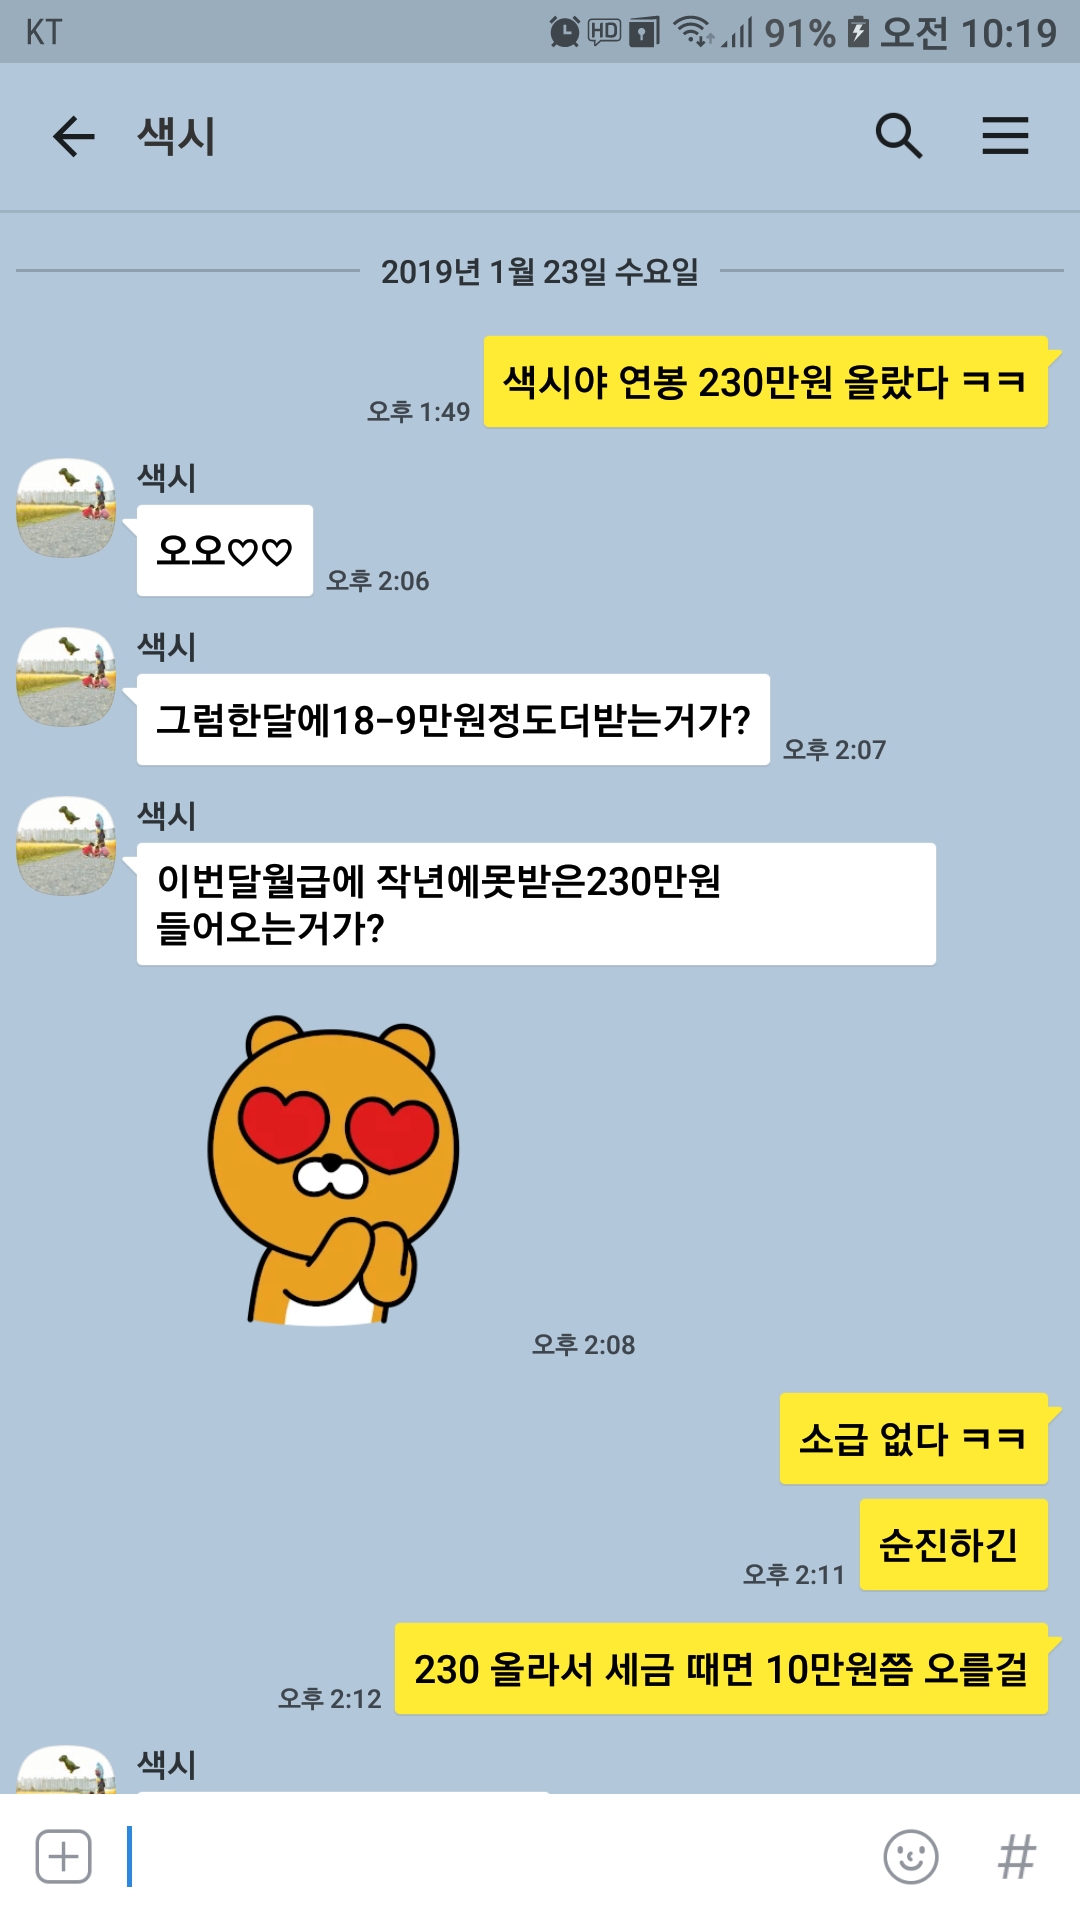 KT HD 91% 오전 10:19
색시
2019년 1월 23일 수요일
색시야 연봉 230만원 올랐다 ㅋㅋ
오후 1:49
색시
오오♡♡
오후 2:06
색시
그럼한달에18-9만원정도더받는거가?
오후 2:07
색시
이번달월급에 작년에못받은230만원
들어오는거가?
오후 2:08
소급 없다 ㅋㅋ
순진하긴
오후 2:11
230 올라서 세금 때면 10만원쯤 오를걸
오후 2:12
색시
#